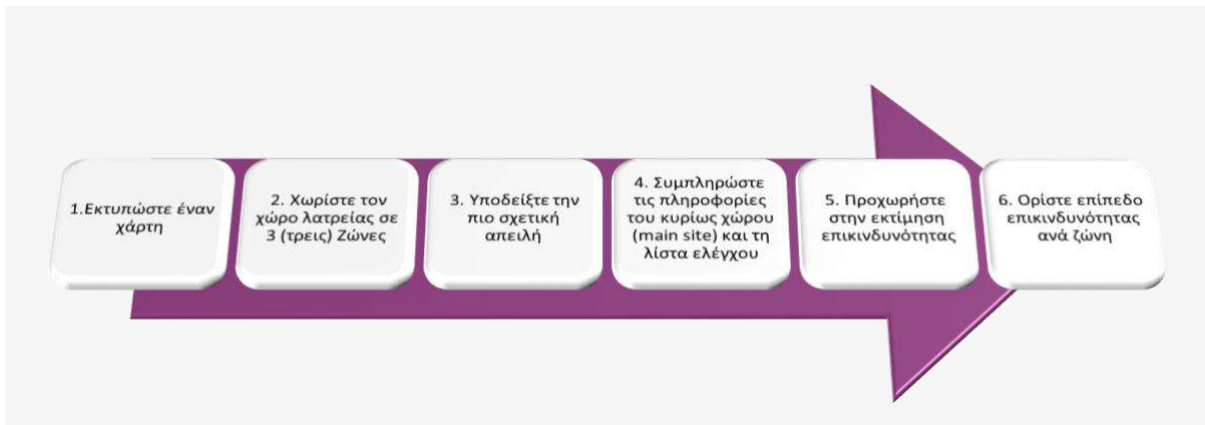 1.Εκτυπώστε έναν
χάρτη
2. Χωρίστε τον
χώρο λατρείας σε
3 (τρεις) Ζώνες
3. Υποδείξτε την
πιο σχετική
απειλή
4. Συμπληρώστε
τις πληροφορίες
του κυρίως χώρου
(main site) και τη
λίστα ελέγχου
5. Προχωρήστε
στην εκτίμηση
επικινδυνότητας
6. Ορίστε επίπεδο
επικινδυνότητας
ανά ζώνη